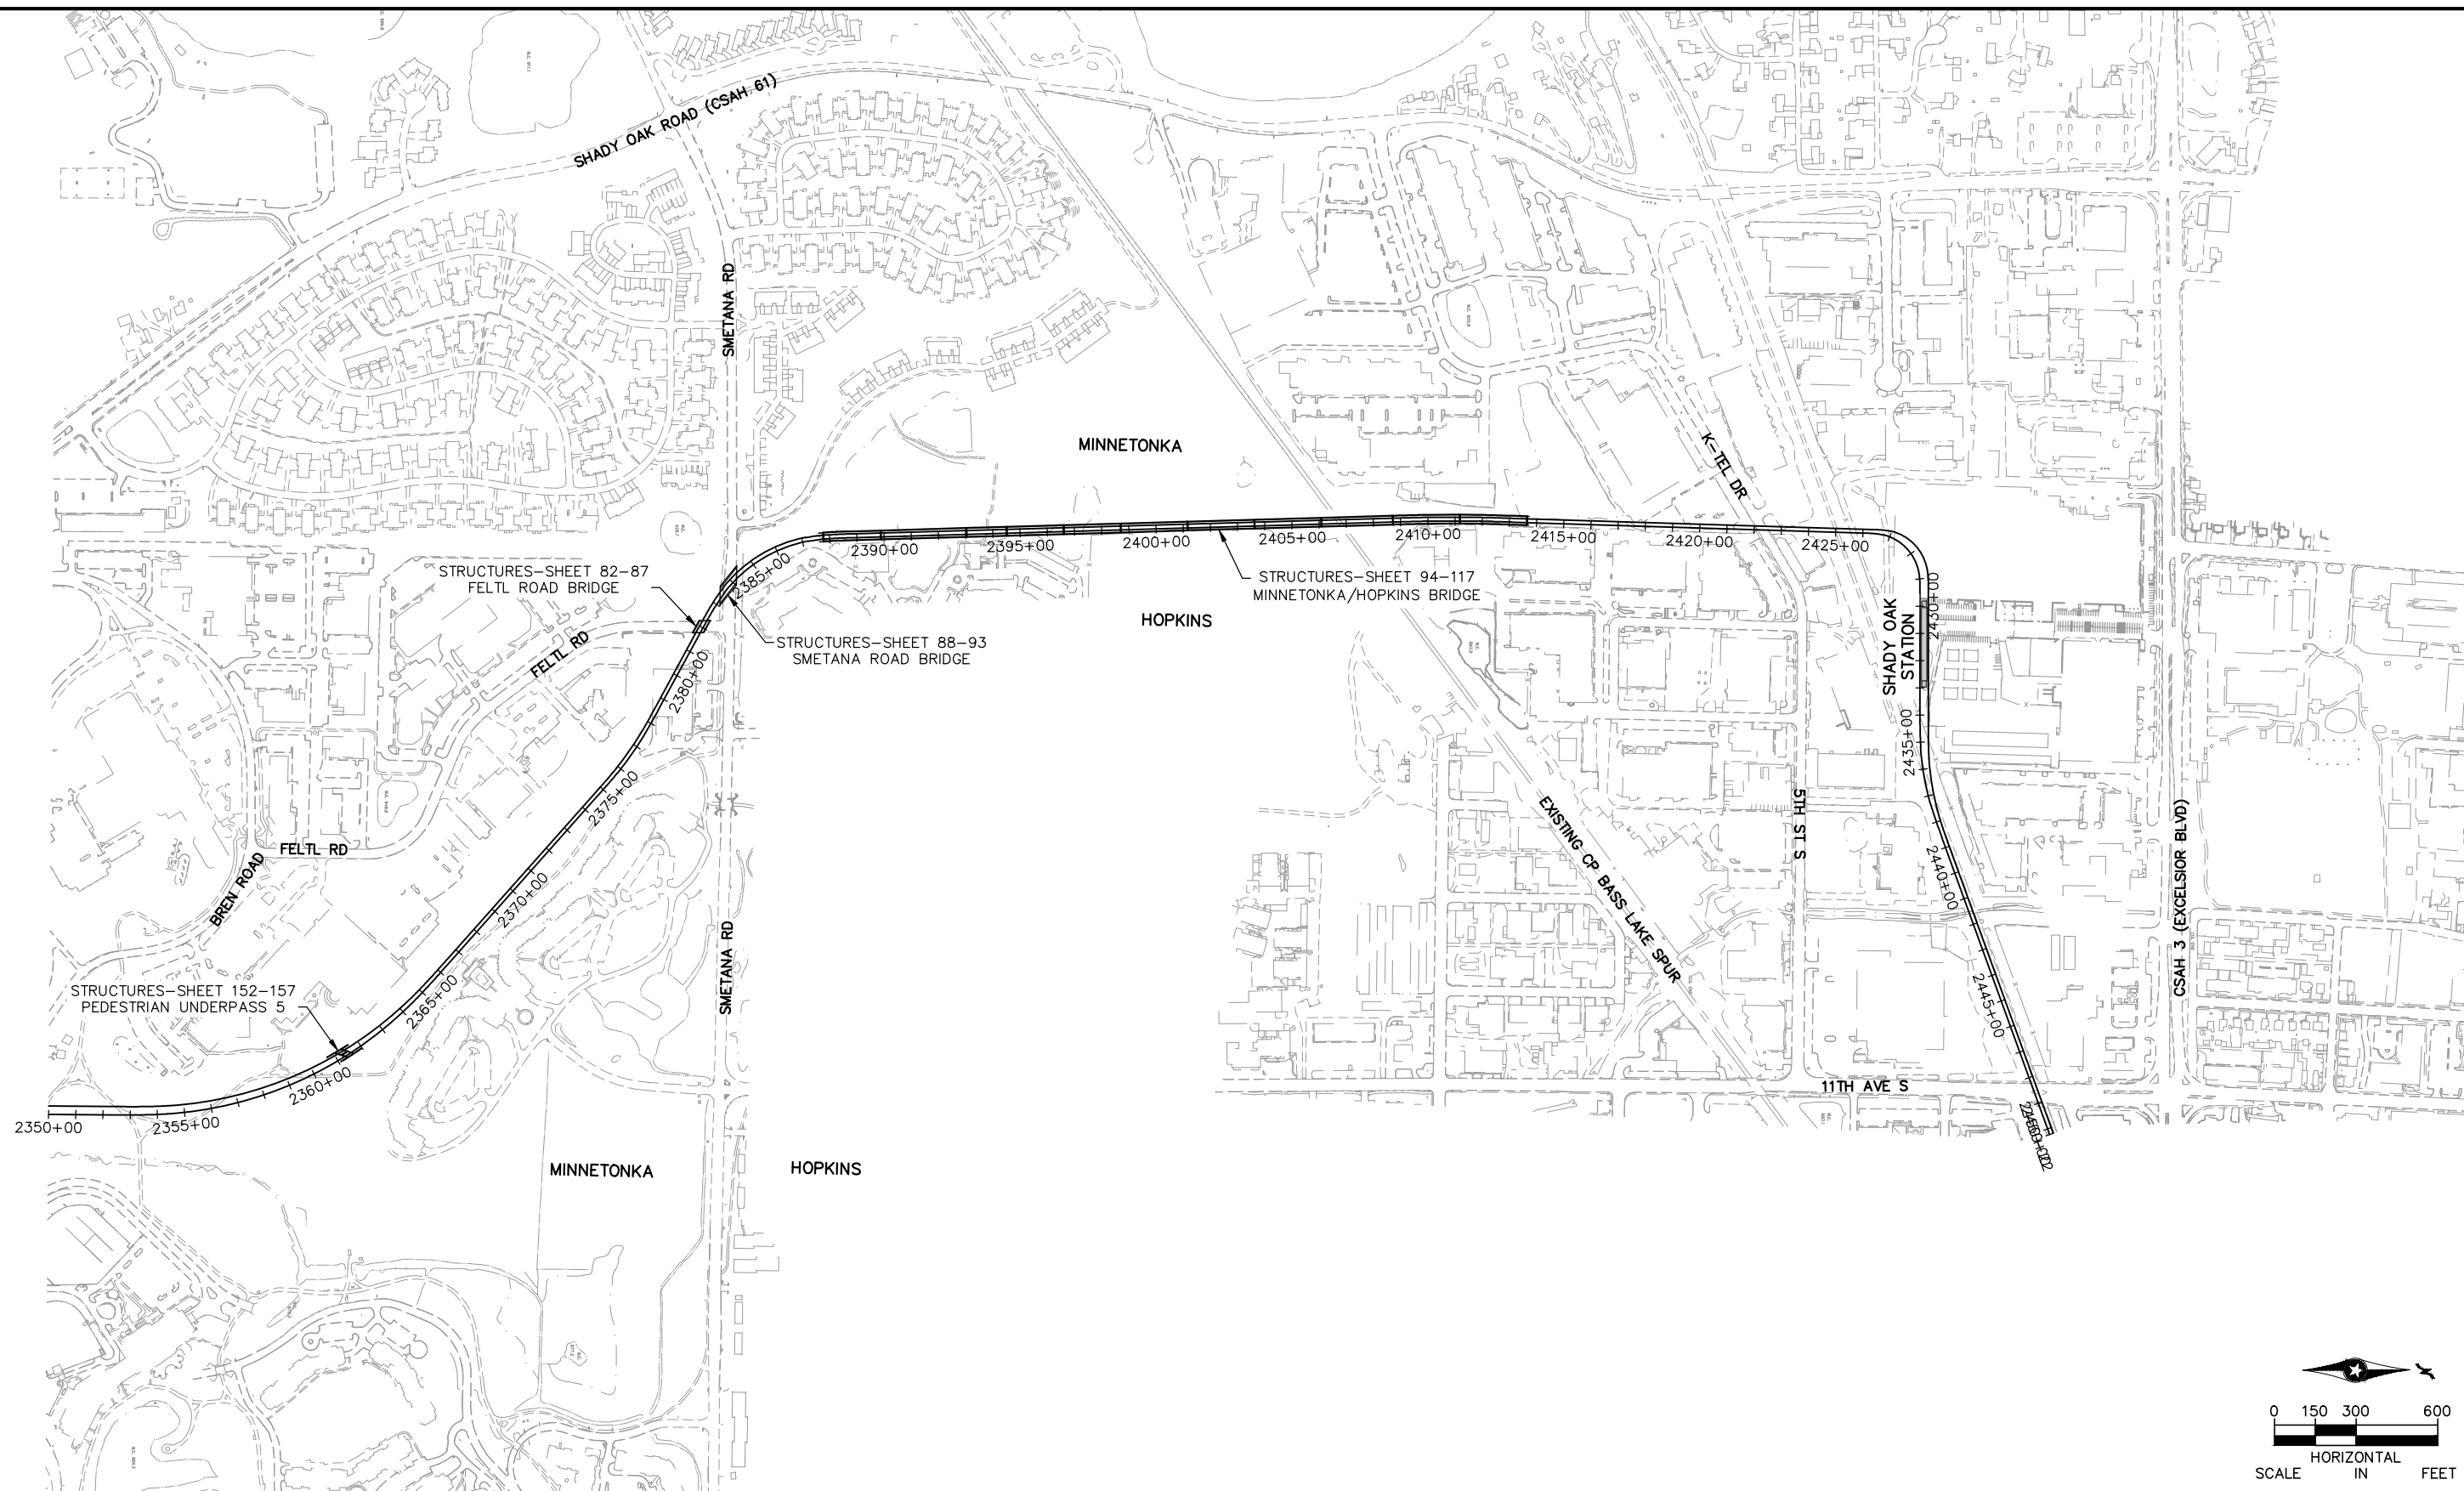 SHADY OAK ROAD (CSAH 61)
SMETANA RD
MINNETONKA
K-TEL DR
STRUCTURES-SHEET 82-87
FELTL ROAD BRIDGE
2385+00
2390+00
2395+00
2400+00
2405+00
2410+00
2415+00
2420+00
2425+00
STRUCTURES-SHEET 94-117
MINNETONKA/HOPKINS BRIDGE
HOPKINS
STRUCTURES-SHEET 88-93
SMETANA ROAD BRIDGE
FELTL RD
2380+00
SHADY OAK
STATION
2430+00
2435+00
2375+00
FELTL RD
BREN ROAD
2370+00
EXISTING CP BASS LAKE SPUR
5TH ST S
2440+00
CSAH 3 (EXCELSIOR BLVD)
SMETANA RD
STRUCTURES-SHEET 152-157
PEDESTRIAN UNDERPASS 5
2365+00
2445+00
2360+00
11TH AVE S
2350+00
2355+00
MINNETONKA
HOPKINS
0 150 300 600
HORIZONTAL
SCALE IN FEET